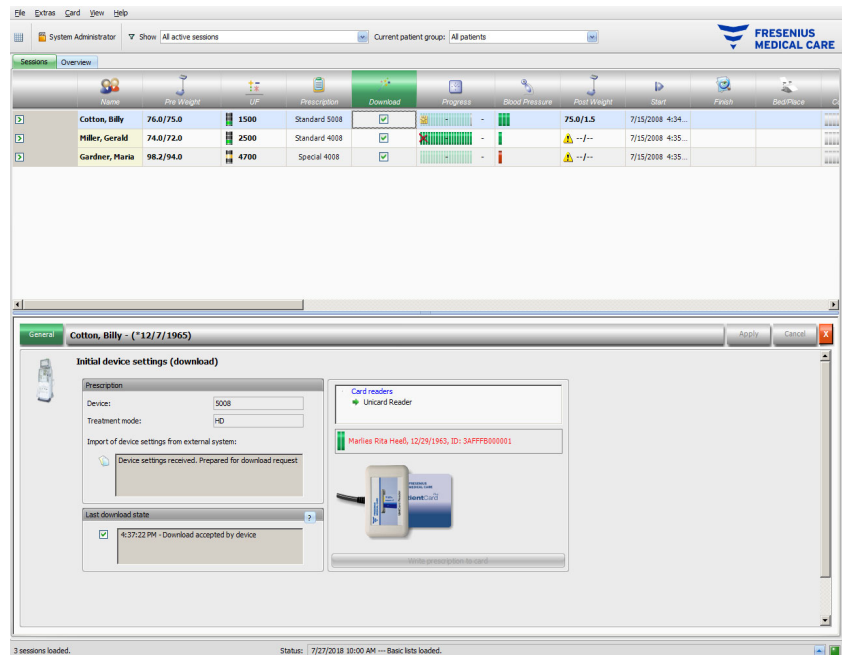 File Extras Card View Help
System Administrator Show All active sessions Current patient group: All patients
FRESENIUS
MEDICAL CARE
Sessions Overview
Name Pre Weight UF Prescription Download Progress Blood Pressure Post Weight Start Finish Bed/Place
Cotton, Billy 76.0/75.0 1500 Standard 5008 - - 75.0/1.5 7/15/2008 4:34...
Miller, Gerald 74.0/72.0 2500 Standard 4008 - - --/-- 7/15/2008 4:35...
Gardner, Maria 98.2/94.0 4700 Special 4008 - - --/-- 7/15/2008 4:35...
General Cotton, Billy - (*12/7/1965) Apply Cancel X
Initial device settings (download)
Prescription
Device: 5008
Treatment mode: HD
Import of device settings from external system:
Device settings received. Prepared for download request
Last download state ?
4:37:22 PM - Download accepted by device
Card readers
Unicard Reader
Marlies Rita Heeß, 12/29/1963, ID: 3AFFFB000001
FRESENIUS
MEDICAL CARE
ientCard
Write prescription to card
3 sessions loaded. Status: 7/27/2018 10:00 AM --- Basic lists loaded.